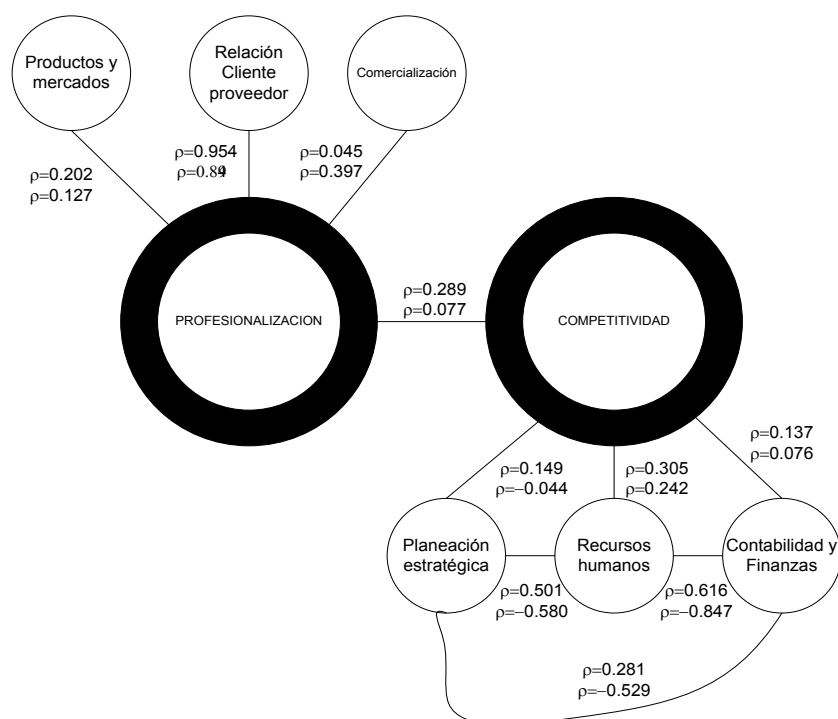 Productos y
mercados
Relación
Cliente
proveedor
Comercialización
ρ=0.202
ρ=0.127
ρ=0.954
ρ=0.045
ρ=0.397
PROFESIONALIZACION
ρ=0.289
ρ=0.077
COMPETITIVIDAD
ρ=0.149
ρ=−0.044
ρ=0.305
ρ=0.242
ρ=0.137
ρ=0.076
Planeación
estratégica
Recursos
humanos
Contabilidad y
Finanzas
ρ=0.501
ρ=−0.580
ρ=0.616
ρ=−0.847
ρ=0.281
ρ=−0.529